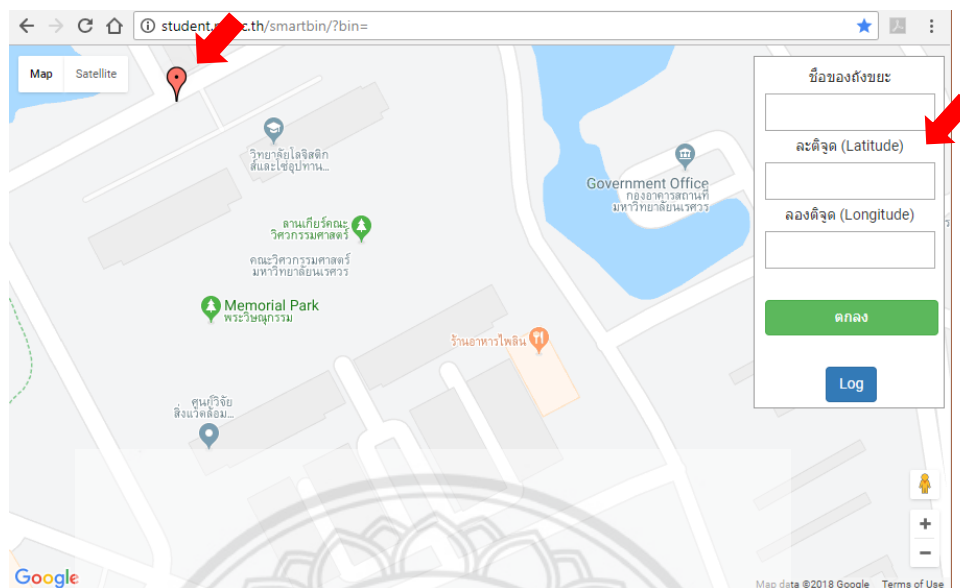 student. c.th/smartbin/?bin=
Map Satellite
ชื่อของถังขยะ
ละติจูด (Latitude)
ลองติจูด (Longitude)
ตกลง
Log
วิทยาลัยโลจิสติก
ส์และโซ่อุปทาน...
Government Office
กองอาคารสถานที่
มหาวิทยาลัยนเรศวร
ลานเกียร์คณะ
วิศวกรรมศาสตร์
คณะวิศวกรรมศาสตร์
มหาวิทยาลัยนเรศวร
Memorial Park
พระวิษณุกรรม
ร้านอาหารไพลิน
ศูนย์วิจัย
สิ่งแวดล้อม...
Google
Map data ©2018 Google Terms of Use